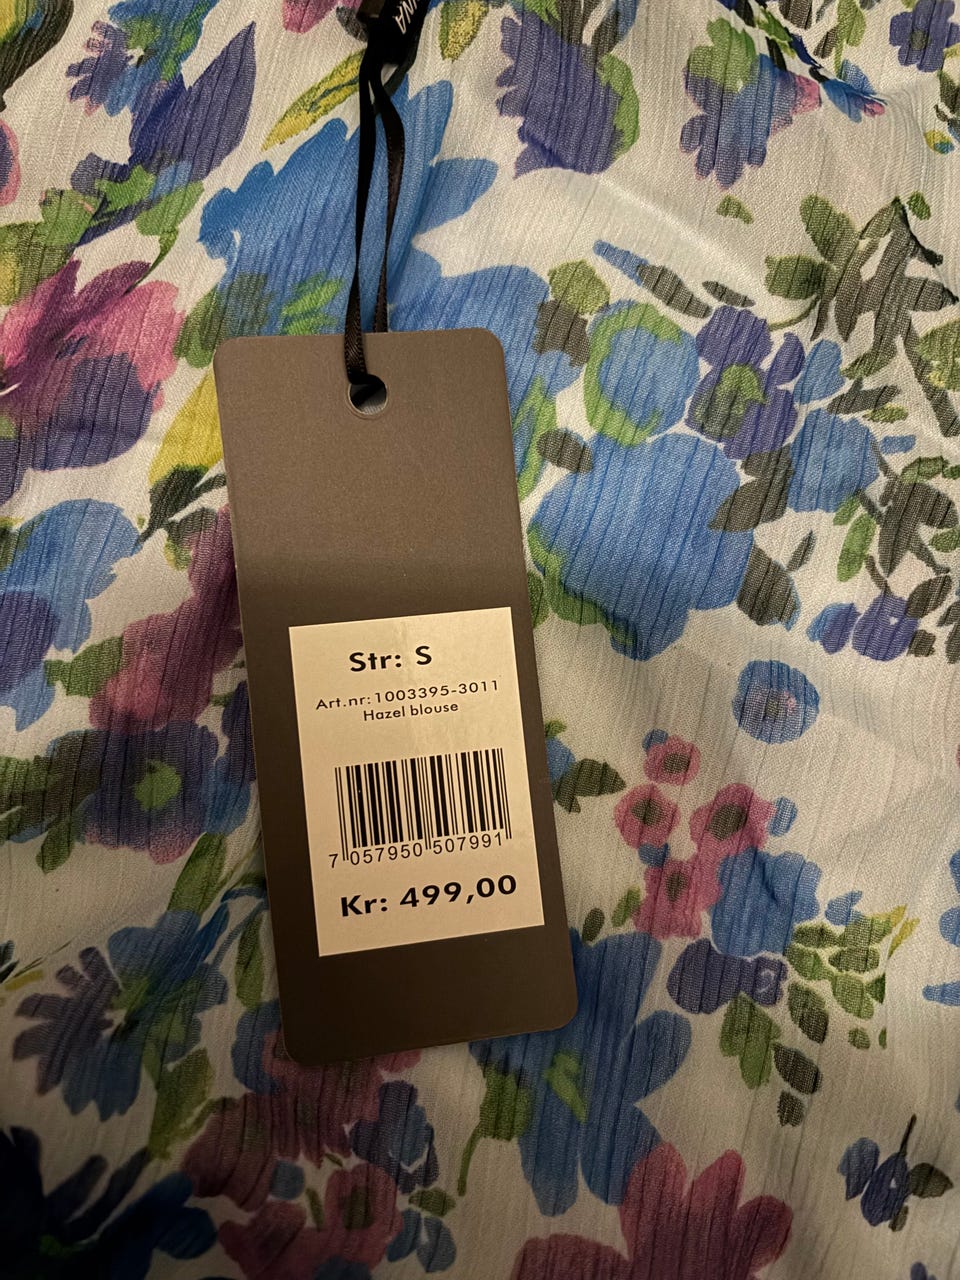 Str: S
Art.nr:1003395-3011
Hazel blouse
7 057950 507991
Kr: 499,00